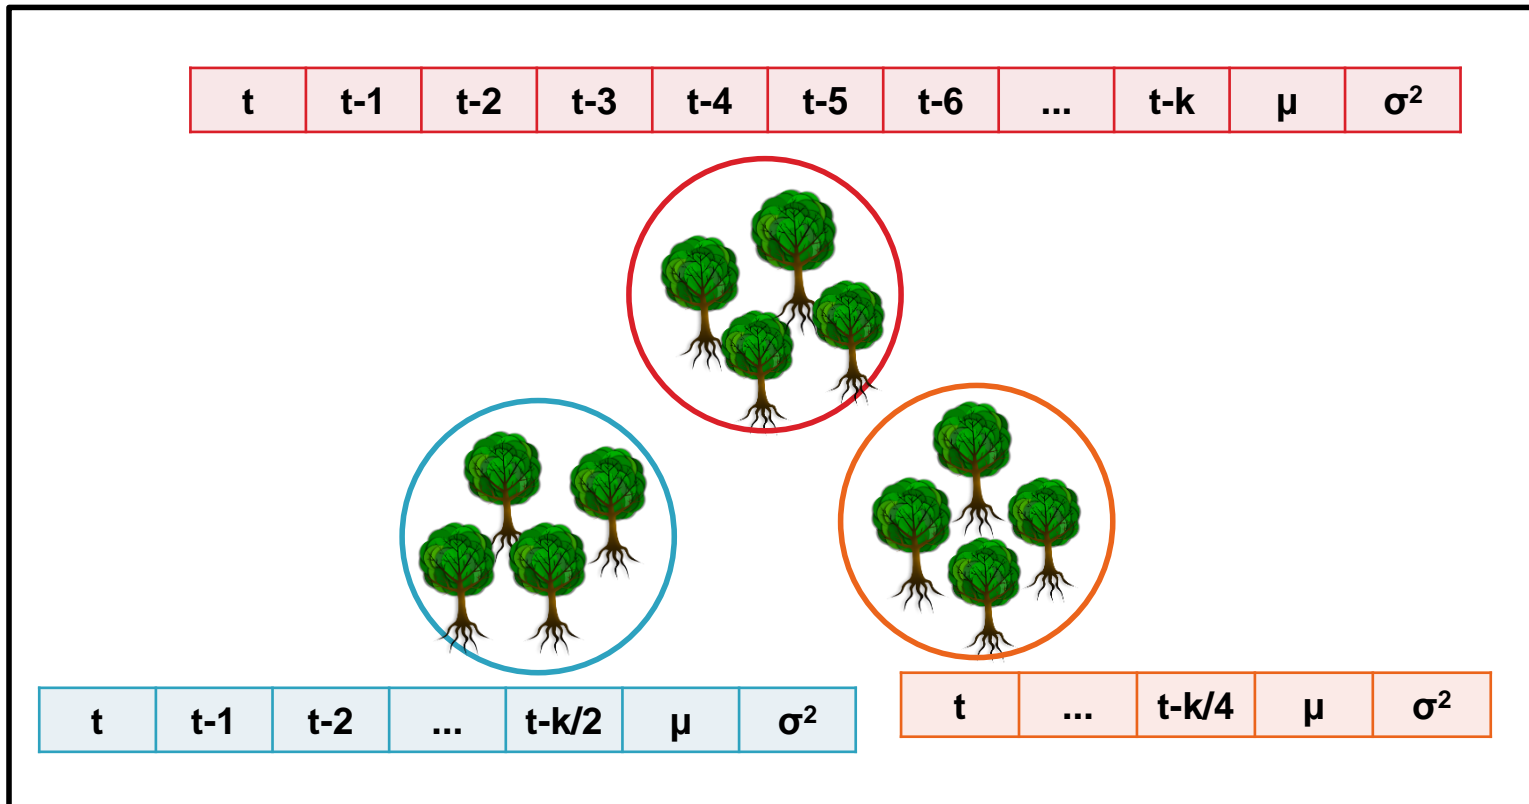 t t-1 t-2 t-3 t-4 t-5 t-6 ... t-k µ σ²
t t-1 t-2 ... t-k/2 µ σ²
t ... t-k/4 µ σ²